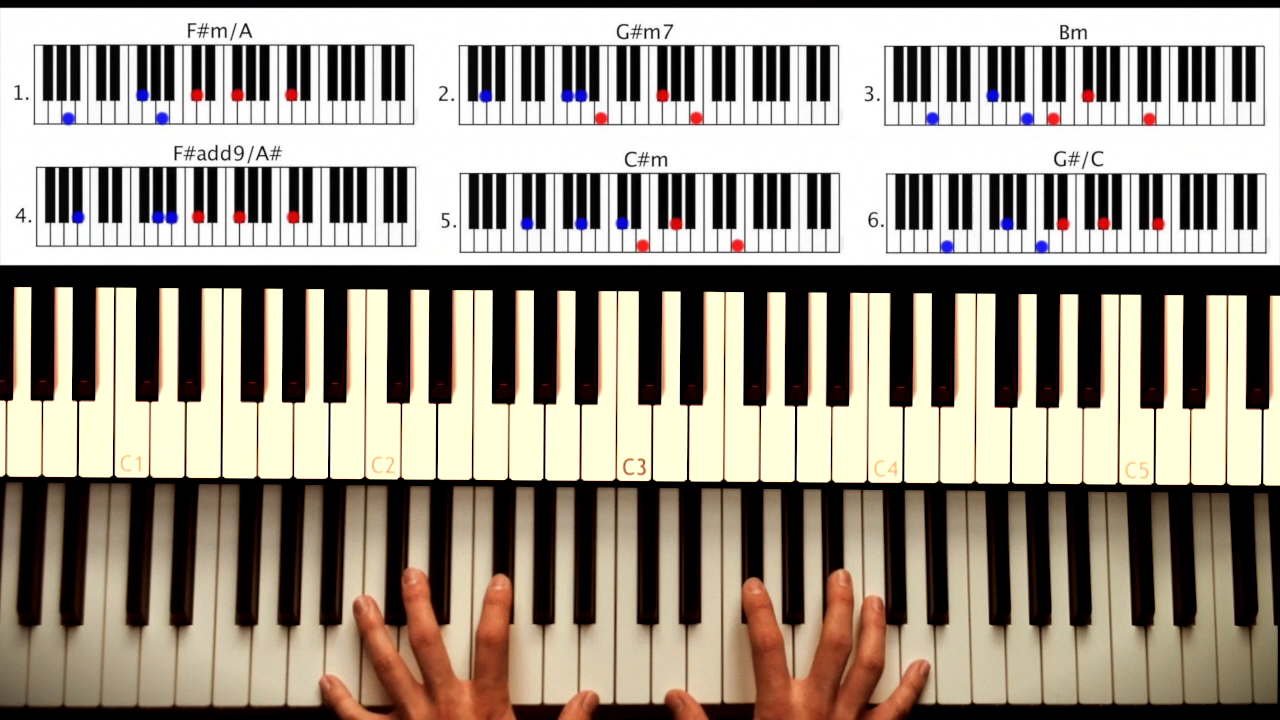 F#m/A
G#m7
Bm
1.
2.
3.
F#add9/A#
C#m
G#/C
4.
5.
6.
C1
C2
C3
C4
C5